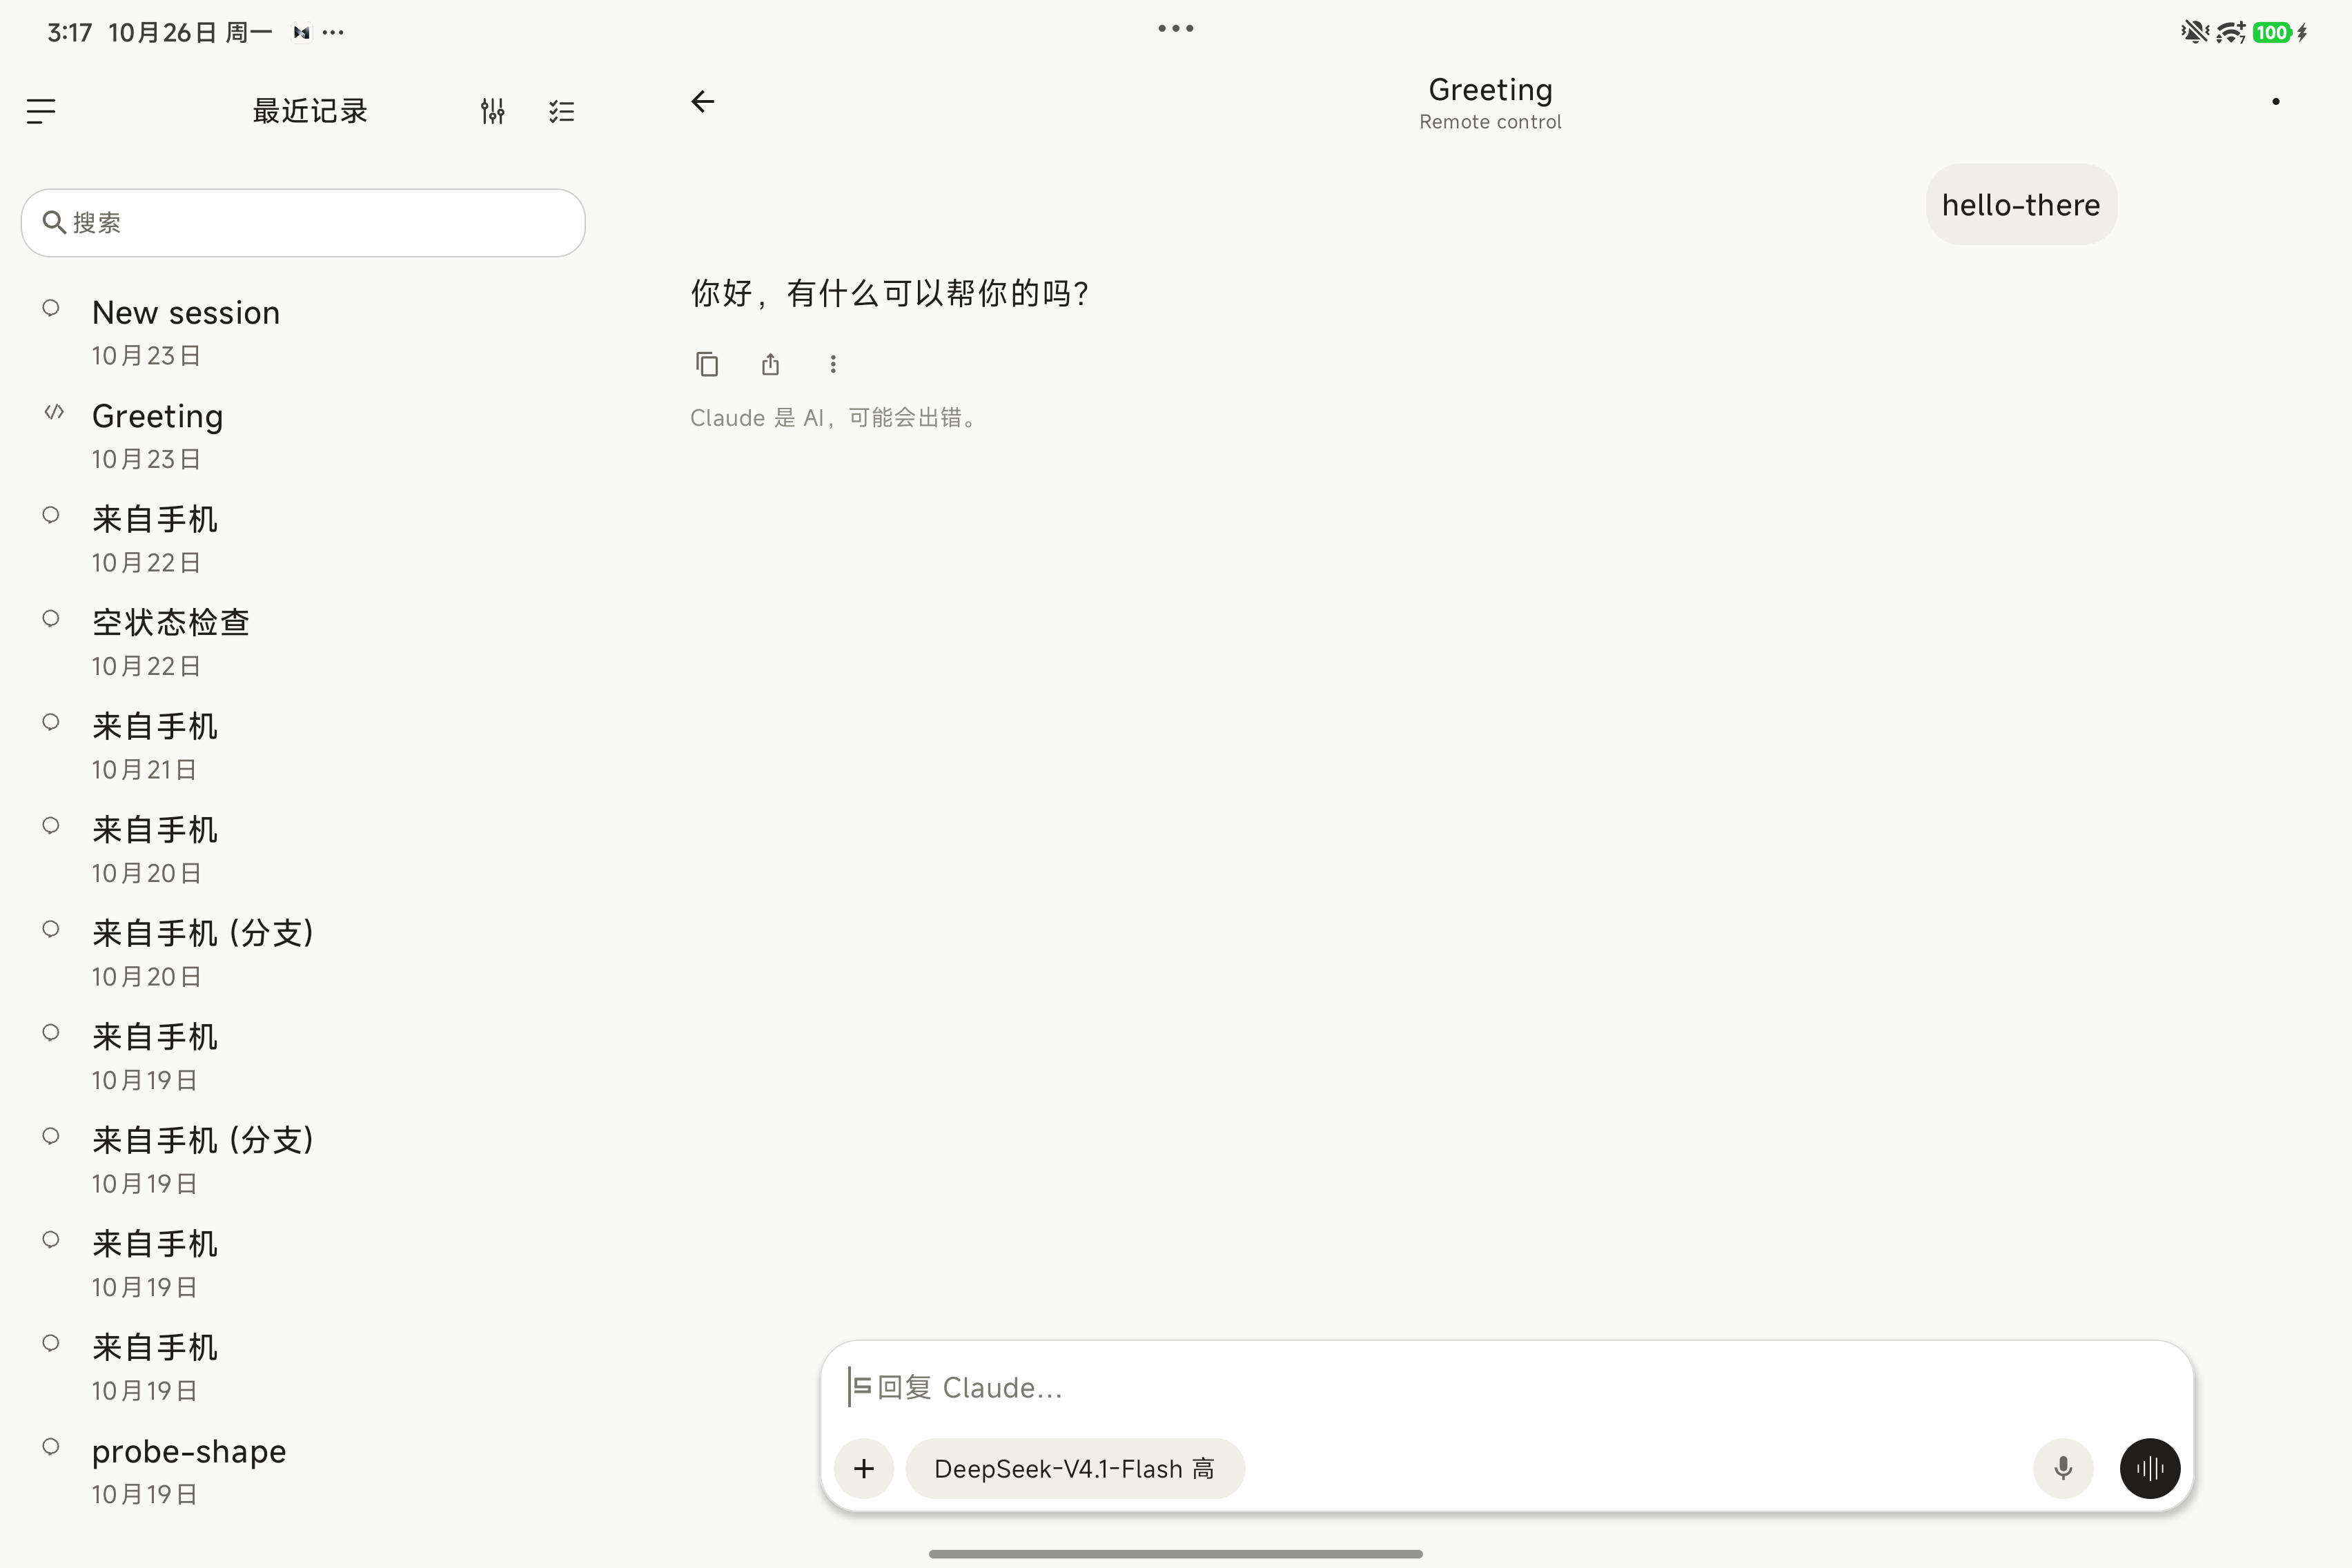 3:17 10月26日 周一
100
最近记录
搜索
New session
10月23日
Greeting
10月23日
来自手机
10月22日
空状态检查
10月22日
来自手机
10月21日
来自手机
10月20日
来自手机 (分支)
10月20日
来自手机
10月19日
来自手机 (分支)
10月19日
来自手机
10月19日
来自手机
10月19日
probe-shape
10月19日
Greeting
Remote control
hello-there
你好，有什么可以帮你的吗？
Claude 是 AI，可能会出错。
回复 Claude...
DeepSeek-V4.1-Flash 高